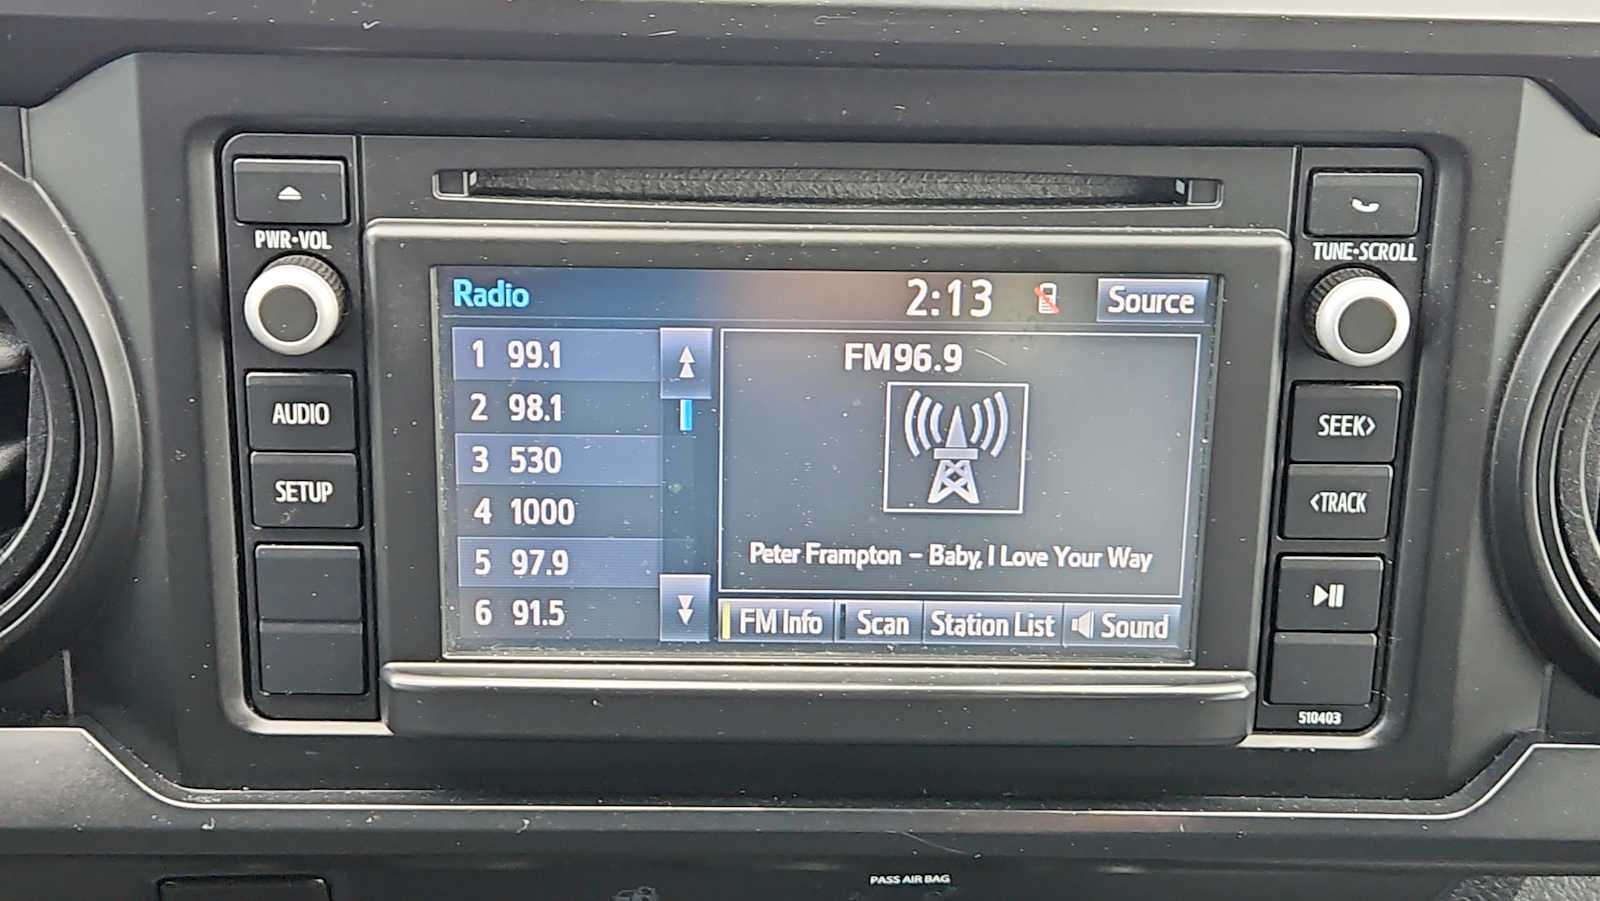 PWR•VOL
AUDIO
SETUP
Radio
2:13
Source
1 99.1
2 98.1
3 530
4 1000
5 97.9
6 91.5
FM96.9
Peter Frampton – Baby, I Love Your Way
FM Info
Scan
Station List
Sound
TUNE•SCROLL
SEEK>
<TRACK
510403
PASS AIR BAG